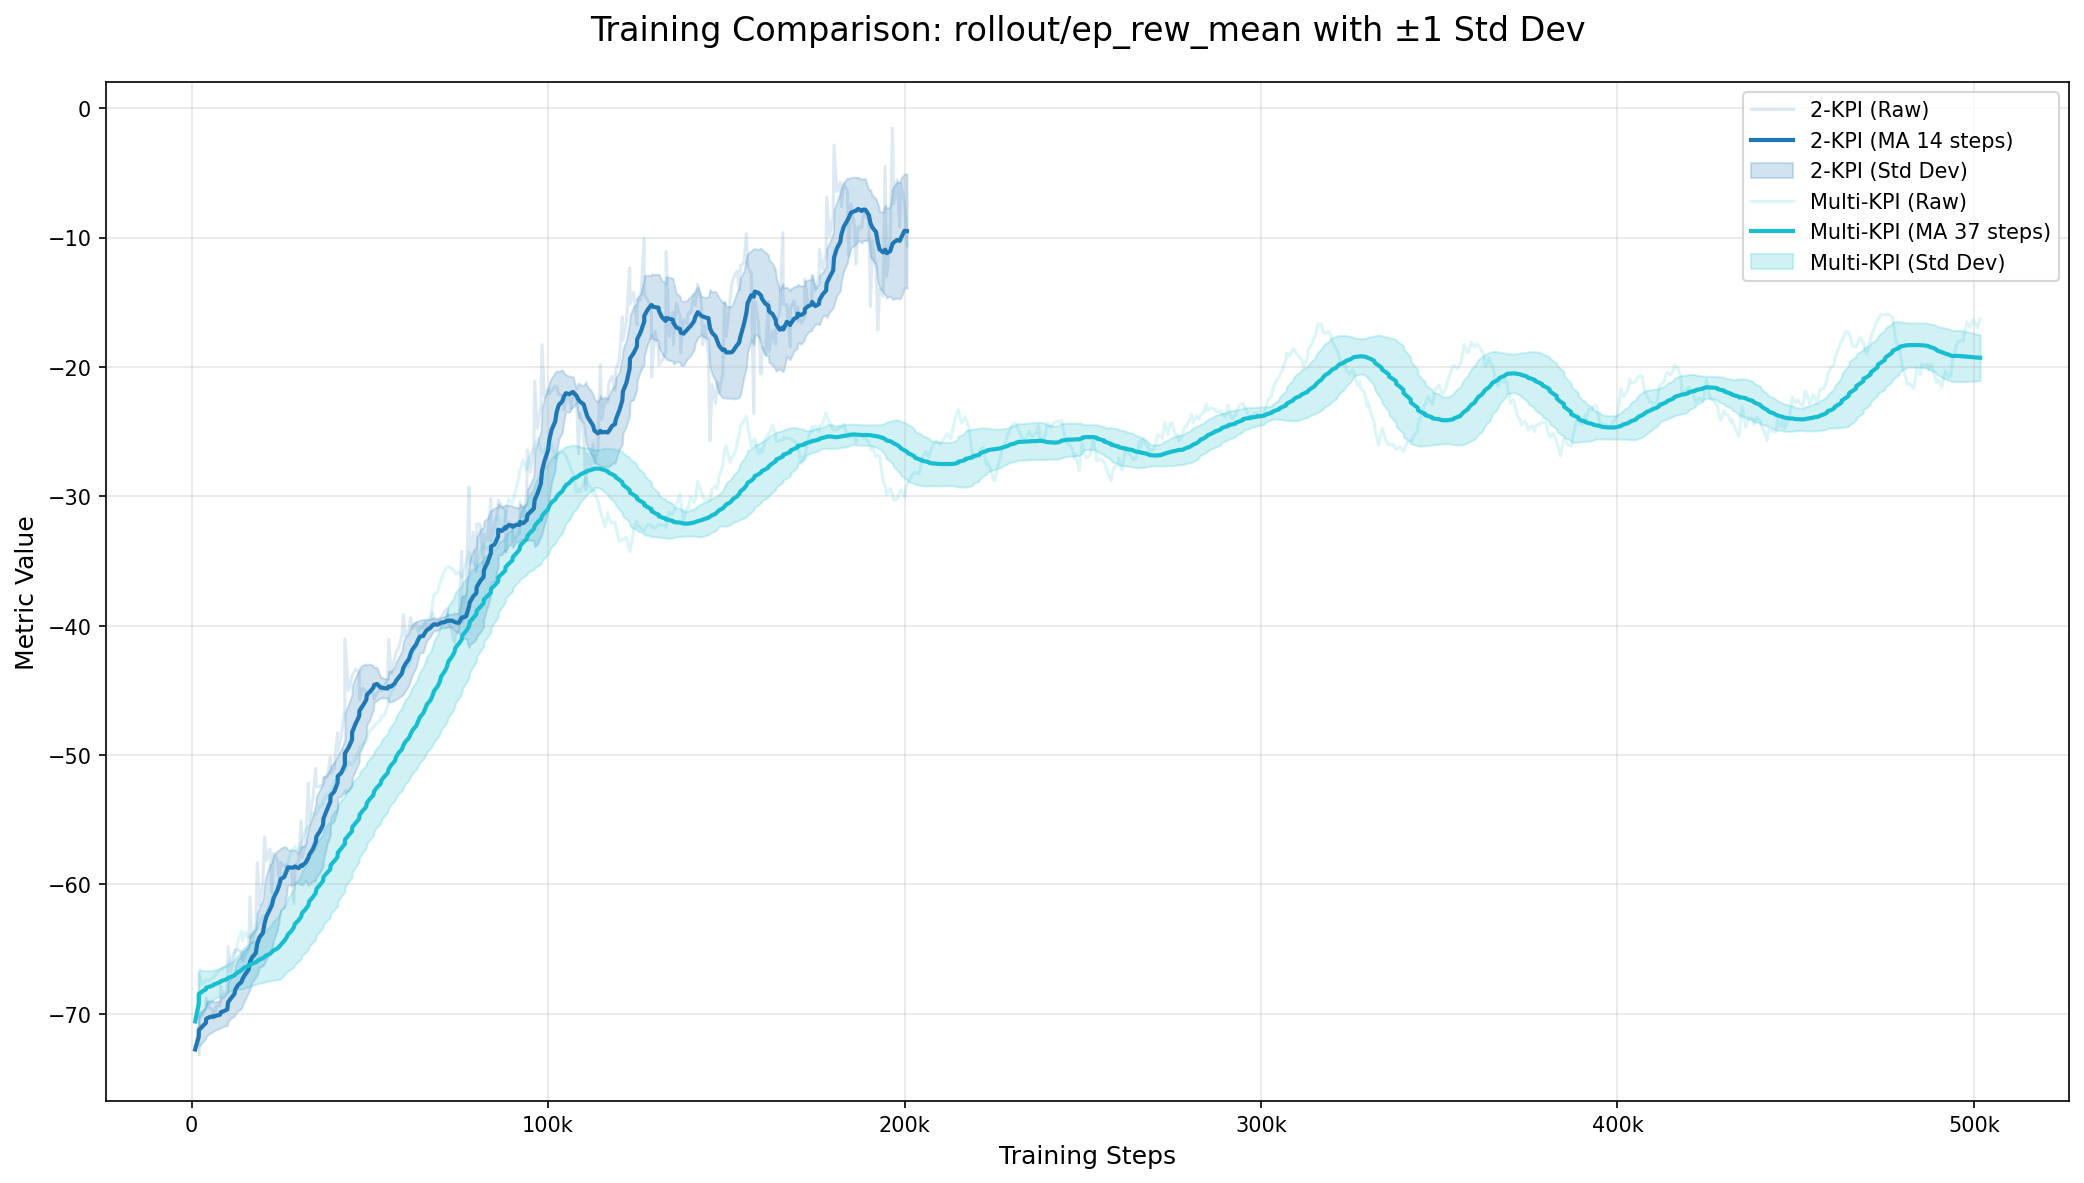 Training Comparison: rollout/ep_rew_mean with ±1 Std Dev
2-KPI (Raw)
2-KPI (MA 14 steps)
2-KPI (Std Dev)
Multi-KPI (Raw)
Multi-KPI (MA 37 steps)
Multi-KPI (Std Dev)
Metric Value
0
−10
−20
−30
−40
−50
−60
−70
0 100k 200k 300k 400k 500k
Training Steps